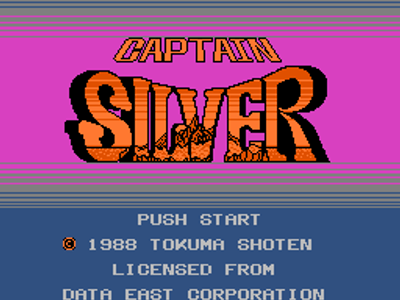 CAPTAIN
SILVER
PUSH START
© 1988 TOKUMA SHOTEN
LICENSED FROM
DATA EAST CORPORATION